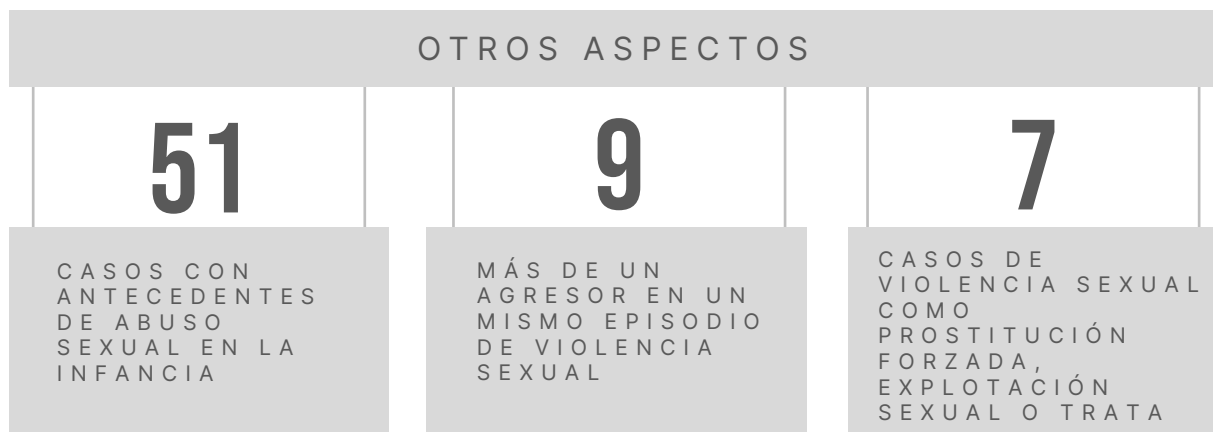 OTROS ASPECTOS
51
CASOS CON
ANTECEDENTES
DE ABUSO
SEXUAL EN LA
INFANCIA
9
MÁS DE UN
AGRESOR EN UN
MISMO EPISODIO
DE VIOLENCIA
SEXUAL
7
CASOS DE
VIOLENCIA SEXUAL
COMO
PROSTITUCIÓN
FORZADA,
EXPLOTACIÓN
SEXUAL O TRATA